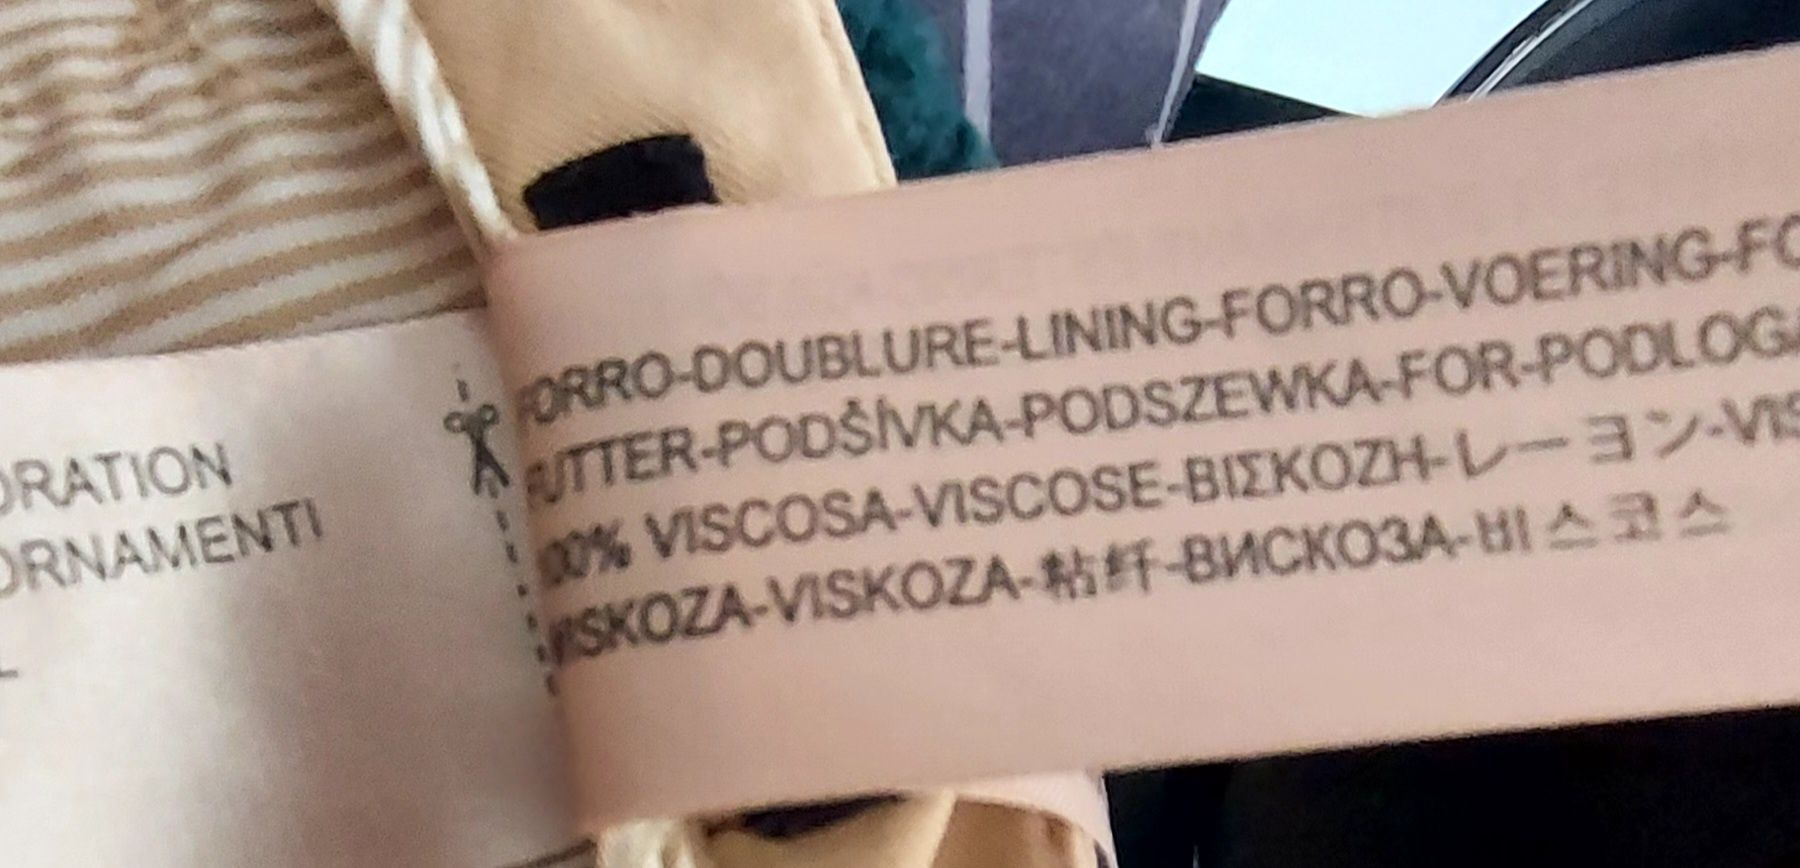 ORATION
ORNAMENTI
FORRO-DOUBLURE-LINING-FORRO-VOERING-FO
FUTTER-PODŠÍVKA-PODSZEWKA-FOR-PODLOGA
100% VISCOSA-VISCOSE-ΒΙΣΚΟΖΗ-レーヨン-VIS
VISKOZA-VISKOZA-粘纤-ВИСКОЗА-비스코스